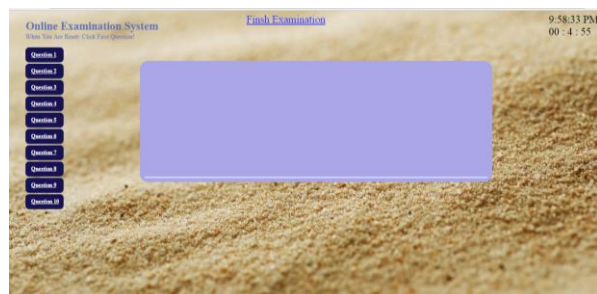 Online Examination System
When You Are Ready Click First Question!
Finsh Examination
9:58:33 PM
00 : 4 : 55
Question 1
Question 2
Question 3
Question 4
Question 5
Question 6
Question 7
Question 8
Question 9
Question 10